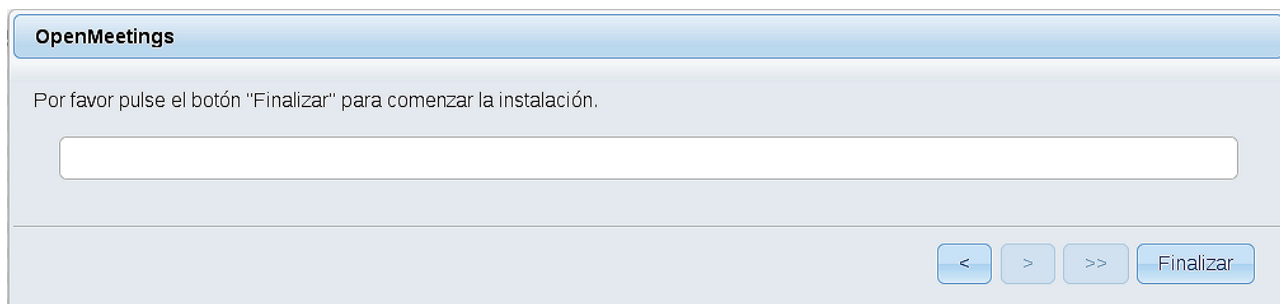 OpenMeetings
Por favor pulse el botón "Finalizar" para comenzar la instalación.
< > >> Finalizar